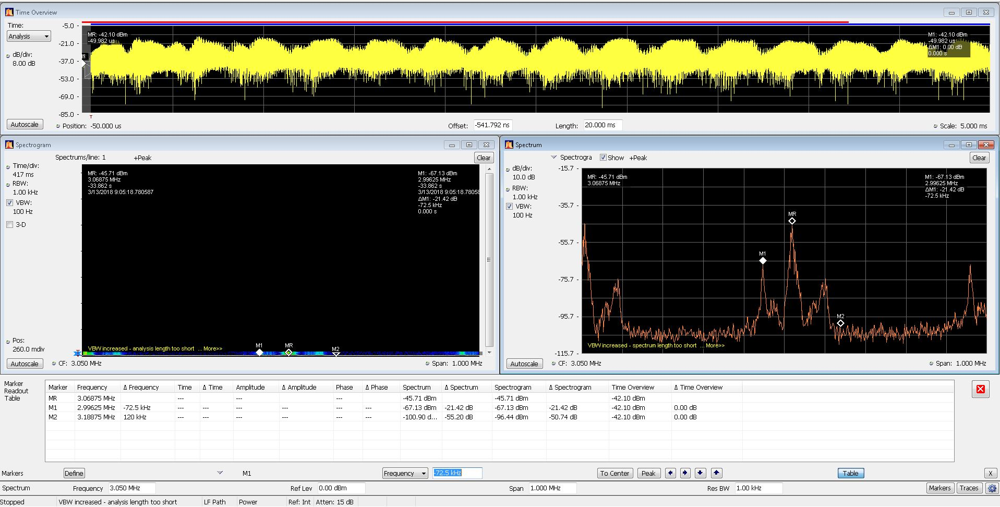 Time Overview
Time:
Analysis
dB/div:
8.00 dB
Autoscale
-5.0
-21.0
-37.0
-53.0
-69.0
-85.0
MR: -42.10 dBm
-49.982 us
M1: -42.10 dBm
-49.982 us
ΔM1: 0.00 dB
0.000 s
T
Position: -50.000 us
Offset: -541.792 ns
Length: 20.000 ms
Scale: 5.000 ms
Spectrogram
Spectrums/line: 1 +Peak Clear
Time/div:
417 ms
RBW:
1.00 kHz
VBW:
100 Hz
3-D
Pos:
260.0 mdiv
Autoscale
MR: -45.71 dBm
3.06875 MHz
-33.862 s
3/13/2018 9:05:18.780587
M1: -67.13 dBm
2.99625 MHz
-33.862 s
3/13/2018 9:05:18.78058
ΔM1: -21.42 dB
-72.5 kHz
0.000 s
VBW increased - analysis length too short ... More>>
M1 MR M2
CF: 3.050 MHz Span: 1.000 MHz
Spectrum
Spectrogra Show +Peak Clear
dB/div:
10.0 dB
RBW:
1.00 kHz
VBW:
100 Hz
Autoscale
-15.7
-35.7
-55.7
-75.7
-95.7
-115.7
MR: -45.71 dBm
3.06875 MHz
M1: -67.13 dBm
2.99625 MHz
ΔM1: -21.42 dB
-72.5 kHz
MR
M1
M2
VBW increased - spectrum length too short ... More>>
CF: 3.050 MHz Span: 1.000 MHz
Marker
Readout
Table
Marker Frequency Δ Frequency Time Δ Time Amplitude Δ Amplitude Phase Δ Phase Spectrum Δ Spectrum Spectrogram Δ Spectrogram Time Overview Δ Time Overview
MR 3.06875 MHz --- --- --- -45.71 dBm -45.71 dBm -42.10 dBm
M1 2.99625 MHz -72.5 kHz --- --- --- --- --- --- -67.13 dBm -21.42 dB -67.13 dBm -21.42 dB -42.10 dBm 0.00 dB
M2 3.18875 MHz 120 kHz --- --- --- --- --- --- -100.90 d... -55.20 dB -96.44 dBm -50.74 dB -42.10 dBm 0.00 dB
Markers Define M1 Frequency -72.5 kHz To Center Peak Table X
Spectrum Frequency 3.050 MHz Ref Lev 0.00 dBm Span 1.000 MHz Res BW 1.00 kHz Markers Traces
Stopped VBW increased - analysis length too short LF Path Power Ref: Int Atten: 15 dB